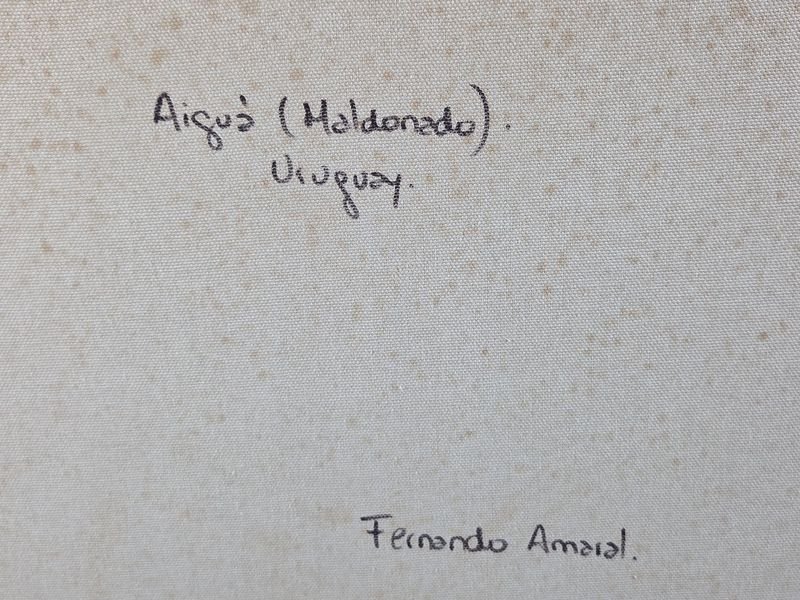 Aiguá (Maldonado).
Uruguay.
Fernando Amaral.